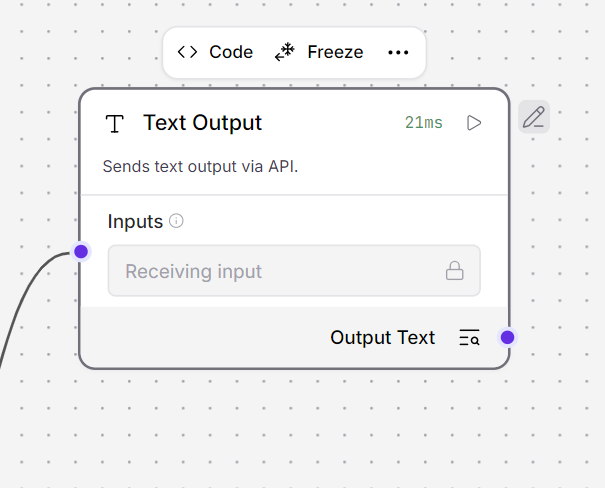 Code Freeze
Text Output 21ms
Sends text output via API.
Inputs
Receiving input
Output Text